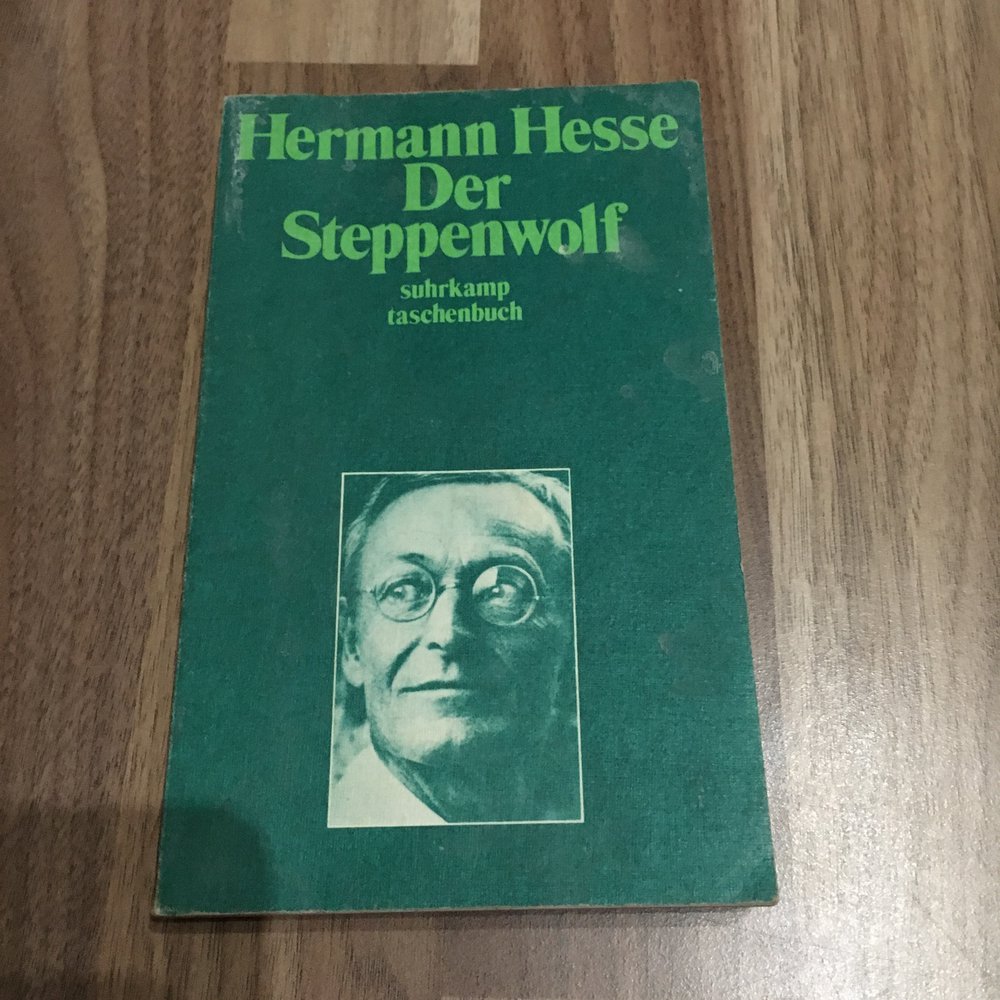 Hermann Hesse
Der
Steppenwolf
suhrkamp
taschenbuch